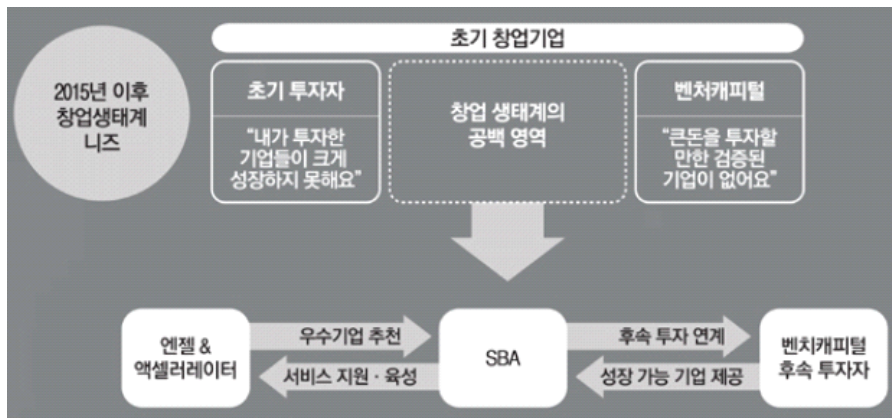 초기 창업기업
2015년 이후
창업생태계
니즈
초기 투자자
“내가 투자한
기업들이 크게
성장하지 못해요”
창업 생태계의
공백 영역
벤처캐피털
“큰돈을 투자할
만한 검증된
기업이 없어요”
엔젤 &
액셀러레이터
우수기업 추천
서비스 지원·육성
SBA
후속 투자 연계
성장 가능 기업 제공
벤치캐피털
후속 투자자